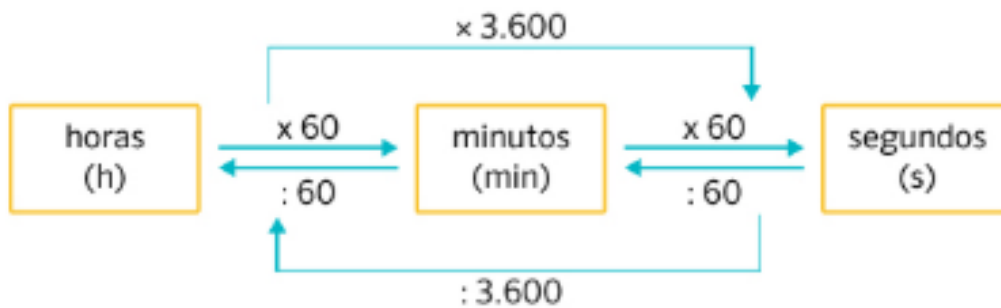 × 3.600
horas
(h)
x 60
: 60
minutos
(min)
x 60
: 60
segundos
(s)
: 3.600